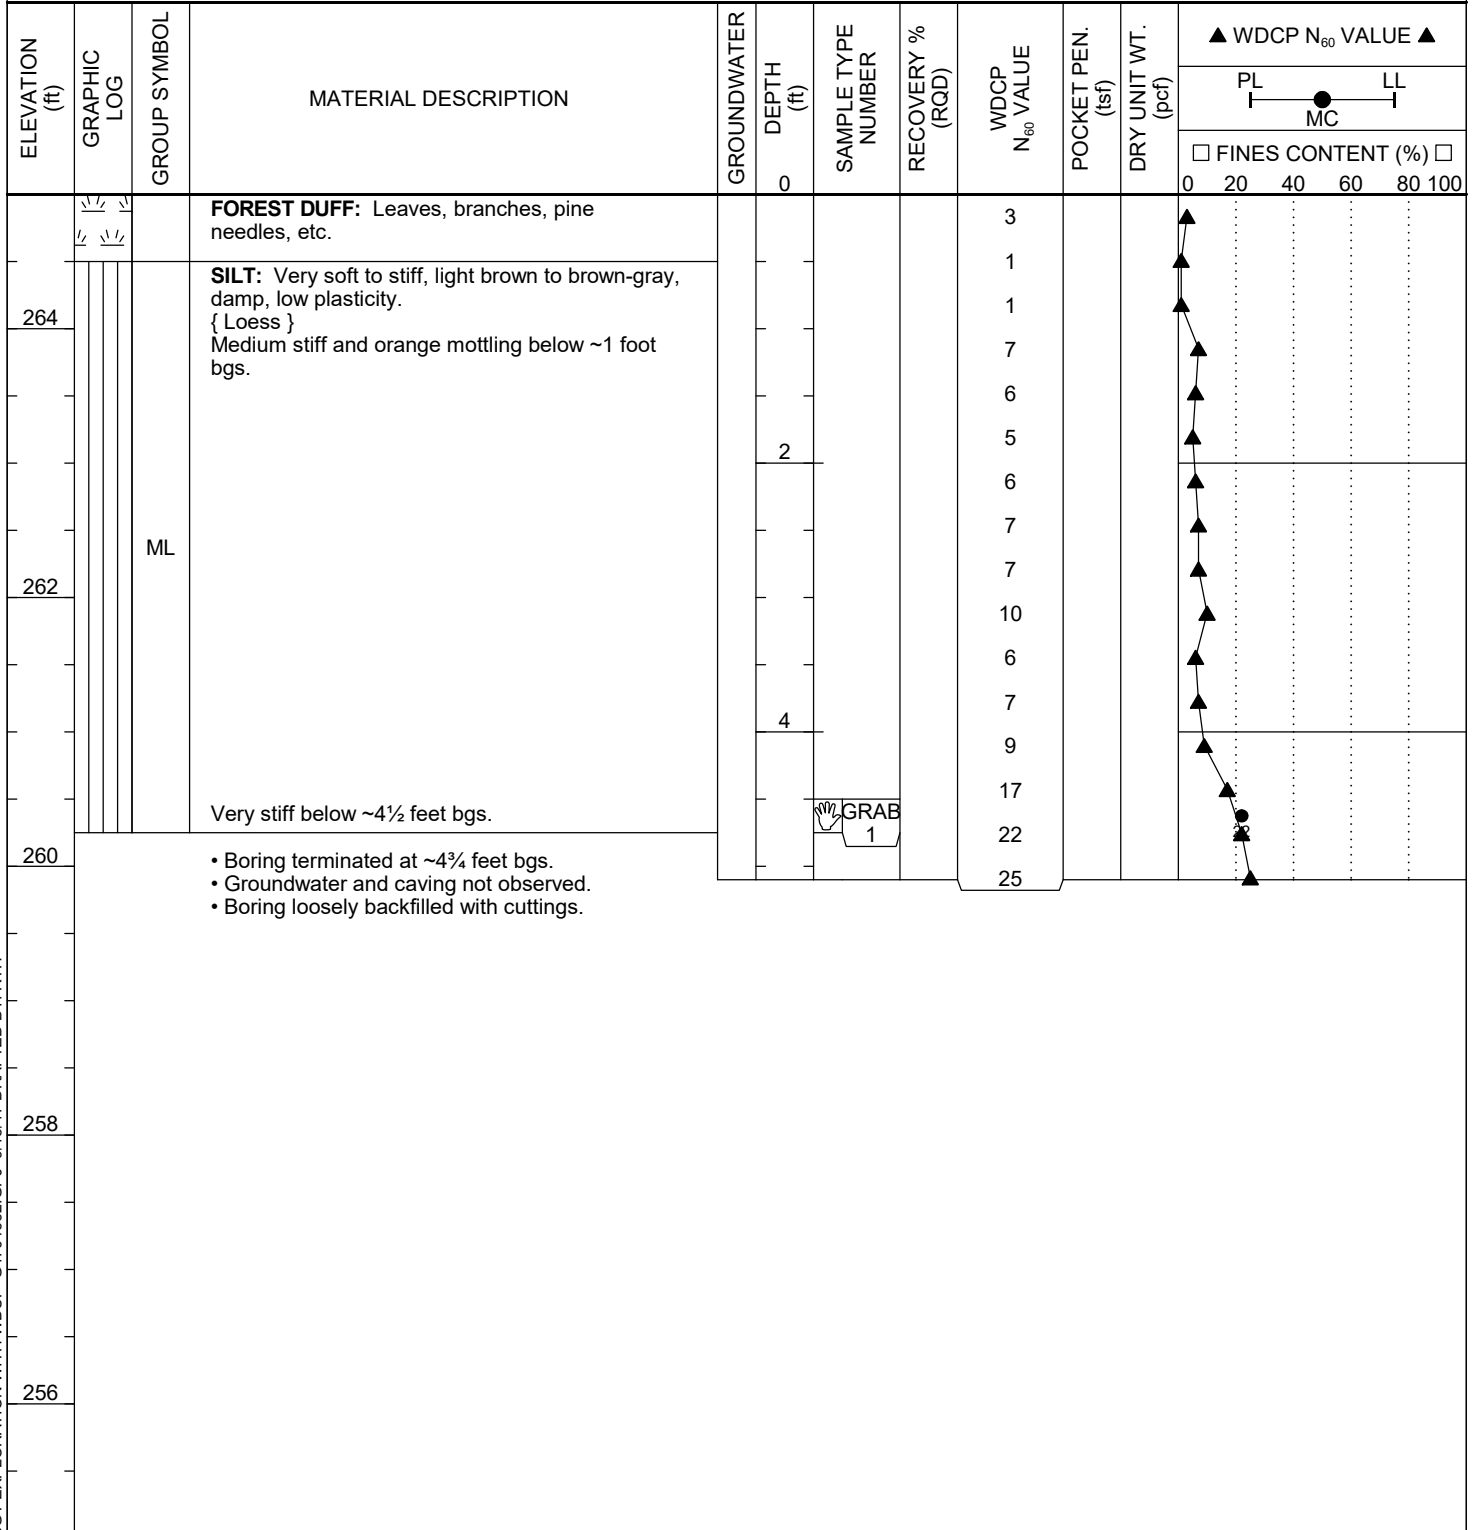 ELEVATION
(ft)
GRAPHIC
LOG
GROUP SYMBOL
MATERIAL DESCRIPTION
GROUNDWATER
DEPTH
(ft)
0
SAMPLE TYPE
NUMBER
RECOVERY %
(RQD)
WDCP
N60 VALUE
POCKET PEN.
(tsf)
DRY UNIT WT.
(pcf)
▲ WDCP N60 VALUE ▲
PL LL
MC
☐ FINES CONTENT (%) ☐
0 20 40 60 80 100
FOREST DUFF: Leaves, branches, pine
needles, etc.
3
1
SILT: Very soft to stiff, light brown to brown-gray,
damp, low plasticity.
{ Loess }
Medium stiff and orange mottling below ~1 foot
bgs.
264
1
7
6
5
2
6
7
ML
7
262
10
6
7
4
9
17
Very stiff below ~4½ feet bgs.
GRAB
1
22
22
• Boring terminated at ~4¾ feet bgs.
• Groundwater and caving not observed.
• Boring loosely backfilled with cuttings.
260
25
258
256